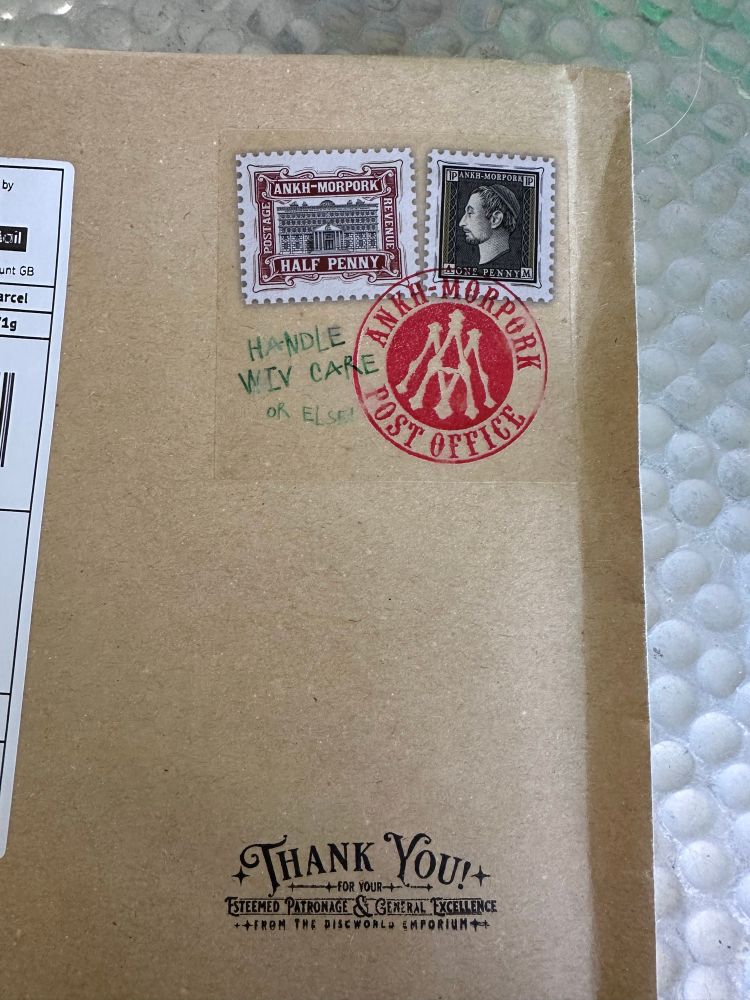 by
ail
unt GB
arcel
71g
ANKH-MORPORK
POSTAGE
REVENUE
HALF PENNY
1P ANKH-MORPORK 1P
A ONE PENNY M
ANKH-MORPORK
POST OFFICE
HANDLE
WIV CARE
OR ELSE!
THANK YOU!
FOR YOUR
ESTEEMED PATRONAGE & GENERAL EXCELLENCE
FROM THE DISCWORLD EMPORIUM